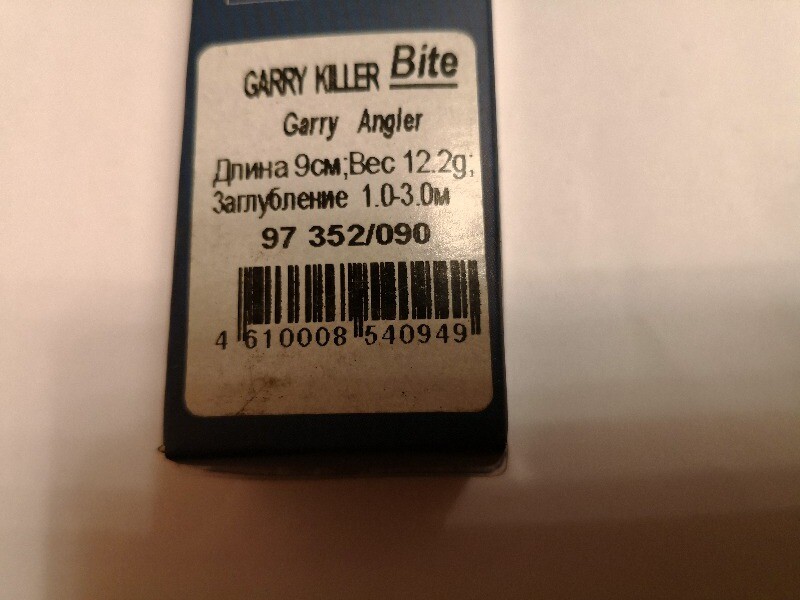 GARRY KILLER Bite
Garry Angler
Длина 9см;Вес 12.2g;
Заглубление 1.0-3.0м
97 352/090
4 610008 540949